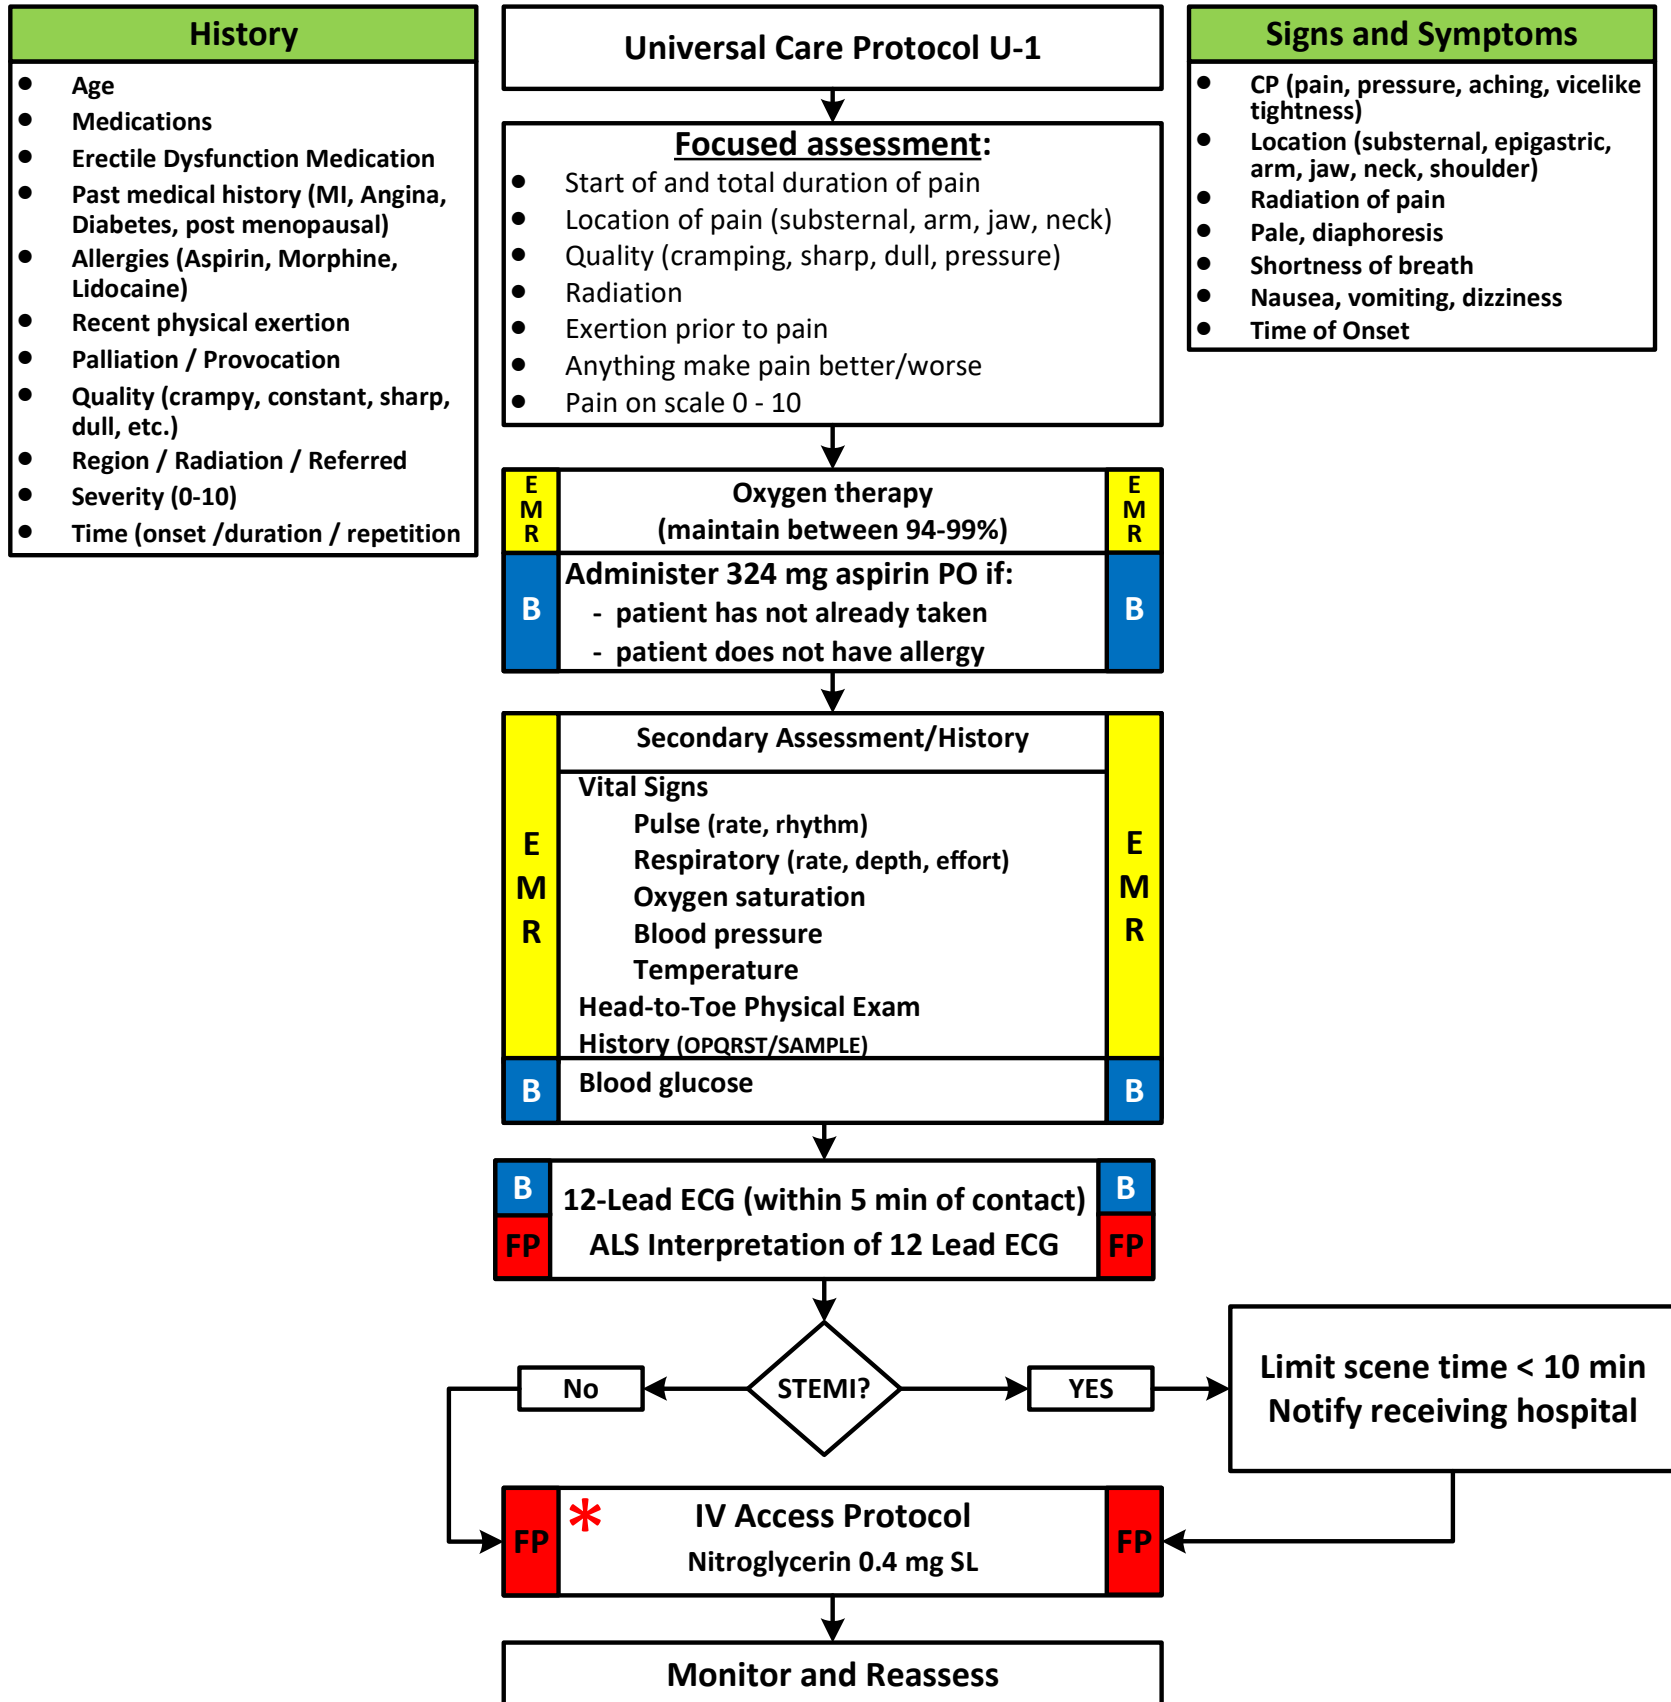 History
● Age
● Medications
● Erectile Dysfunction Medication
● Past medical history (MI, Angina,
Diabetes, post menopausal)
● Allergies (Aspirin, Morphine,
Lidocaine)
● Recent physical exertion
● Palliation / Provocation
● Quality (crampy, constant, sharp,
dull, etc.)
● Region / Radiation / Referred
● Severity (0-10)
● Time (onset /duration / repetition
Universal Care Protocol U-1
Focused assessment:
● Start of and total duration of pain
● Location of pain (substernal, arm, jaw, neck)
● Quality (cramping, sharp, dull, pressure)
● Radiation
● Exertion prior to pain
● Anything make pain better/worse
● Pain on scale 0 - 10
Signs and Symptoms
● CP (pain, pressure, aching, vicelike
tightness)
● Location (substernal, epigastric,
arm, jaw, neck, shoulder)
● Radiation of pain
● Pale, diaphoresis
● Shortness of breath
● Nausea, vomiting, dizziness
● Time of Onset
E
M
R
Oxygen therapy
(maintain between 94-99%)
E
M
R
B
Administer 324 mg aspirin PO if:
- patient has not already taken
- patient does not have allergy
B
E
M
R
Secondary Assessment/History
Vital Signs
Pulse (rate, rhythm)
Respiratory (rate, depth, effort)
Oxygen saturation
Blood pressure
Temperature
Head-to-Toe Physical Exam
History (OPQRST/SAMPLE)
E
M
R
B
Blood glucose
B
B
FP
12-Lead ECG (within 5 min of contact)
ALS Interpretation of 12 Lead ECG
B
FP
No
STEMI?
YES
Limit scene time < 10 min
Notify receiving hospital
FP
* IV Access Protocol
Nitroglycerin 0.4 mg SL
FP
Monitor and Reassess